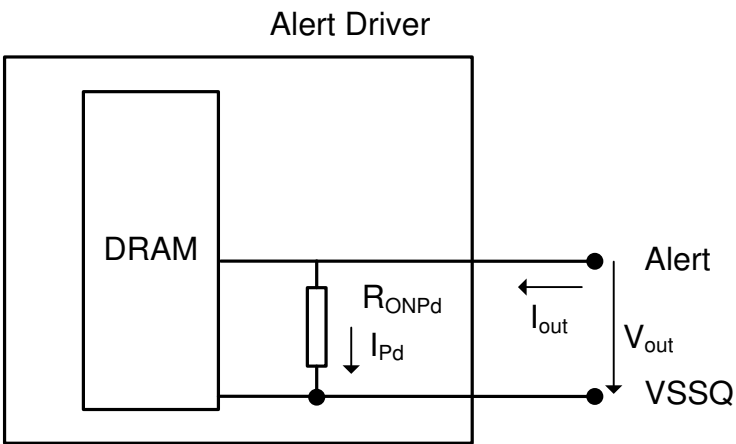 Alert Driver
DRAM
Alert
R_ONPd
I_out
I_Pd
V_out
VSSQ